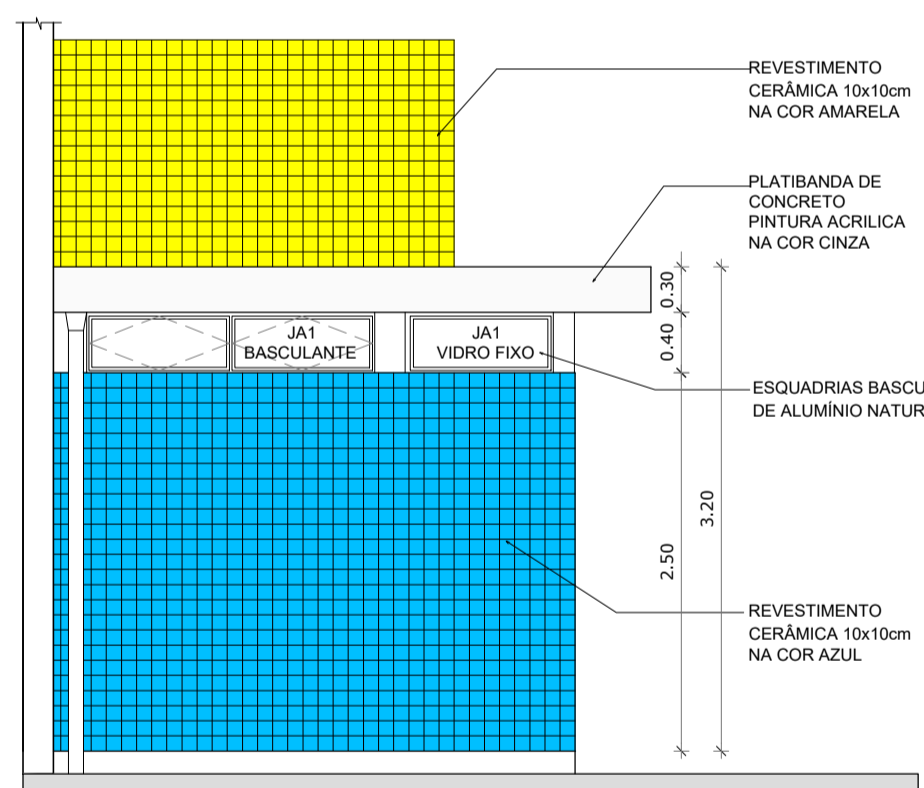 REVESTIMENTO
CERÂMICA 10x10cm
NA COR AMARELA
PLATIBANDA DE
CONCRETO
PINTURA ACRILICA
NA COR CINZA
0.30
0.40
JA1
BASCULANTE
JA1
VIDRO FIXO
ESQUADRIAS BASCU
DE ALUMÍNIO NATUR
3.20
2.50
REVESTIMENTO
CERÂMICA 10x10cm
NA COR AZUL